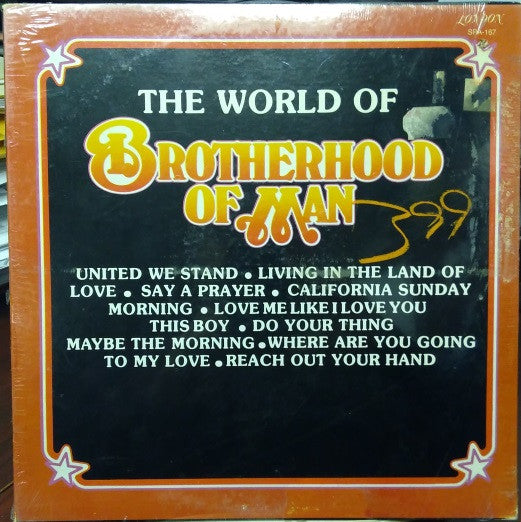 LONDON
SPA-167
THE WORLD OF
BROTHERHOOD
OF MAN
399
UNITED WE STAND • LIVING IN THE LAND OF
LOVE • SAY A PRAYER • CALIFORNIA SUNDAY
MORNING • LOVE ME LIKE I LOVE YOU
THIS BOY • DO YOUR THING
MAYBE THE MORNING • WHERE ARE YOU GOING
TO MY LOVE • REACH OUT YOUR HAND